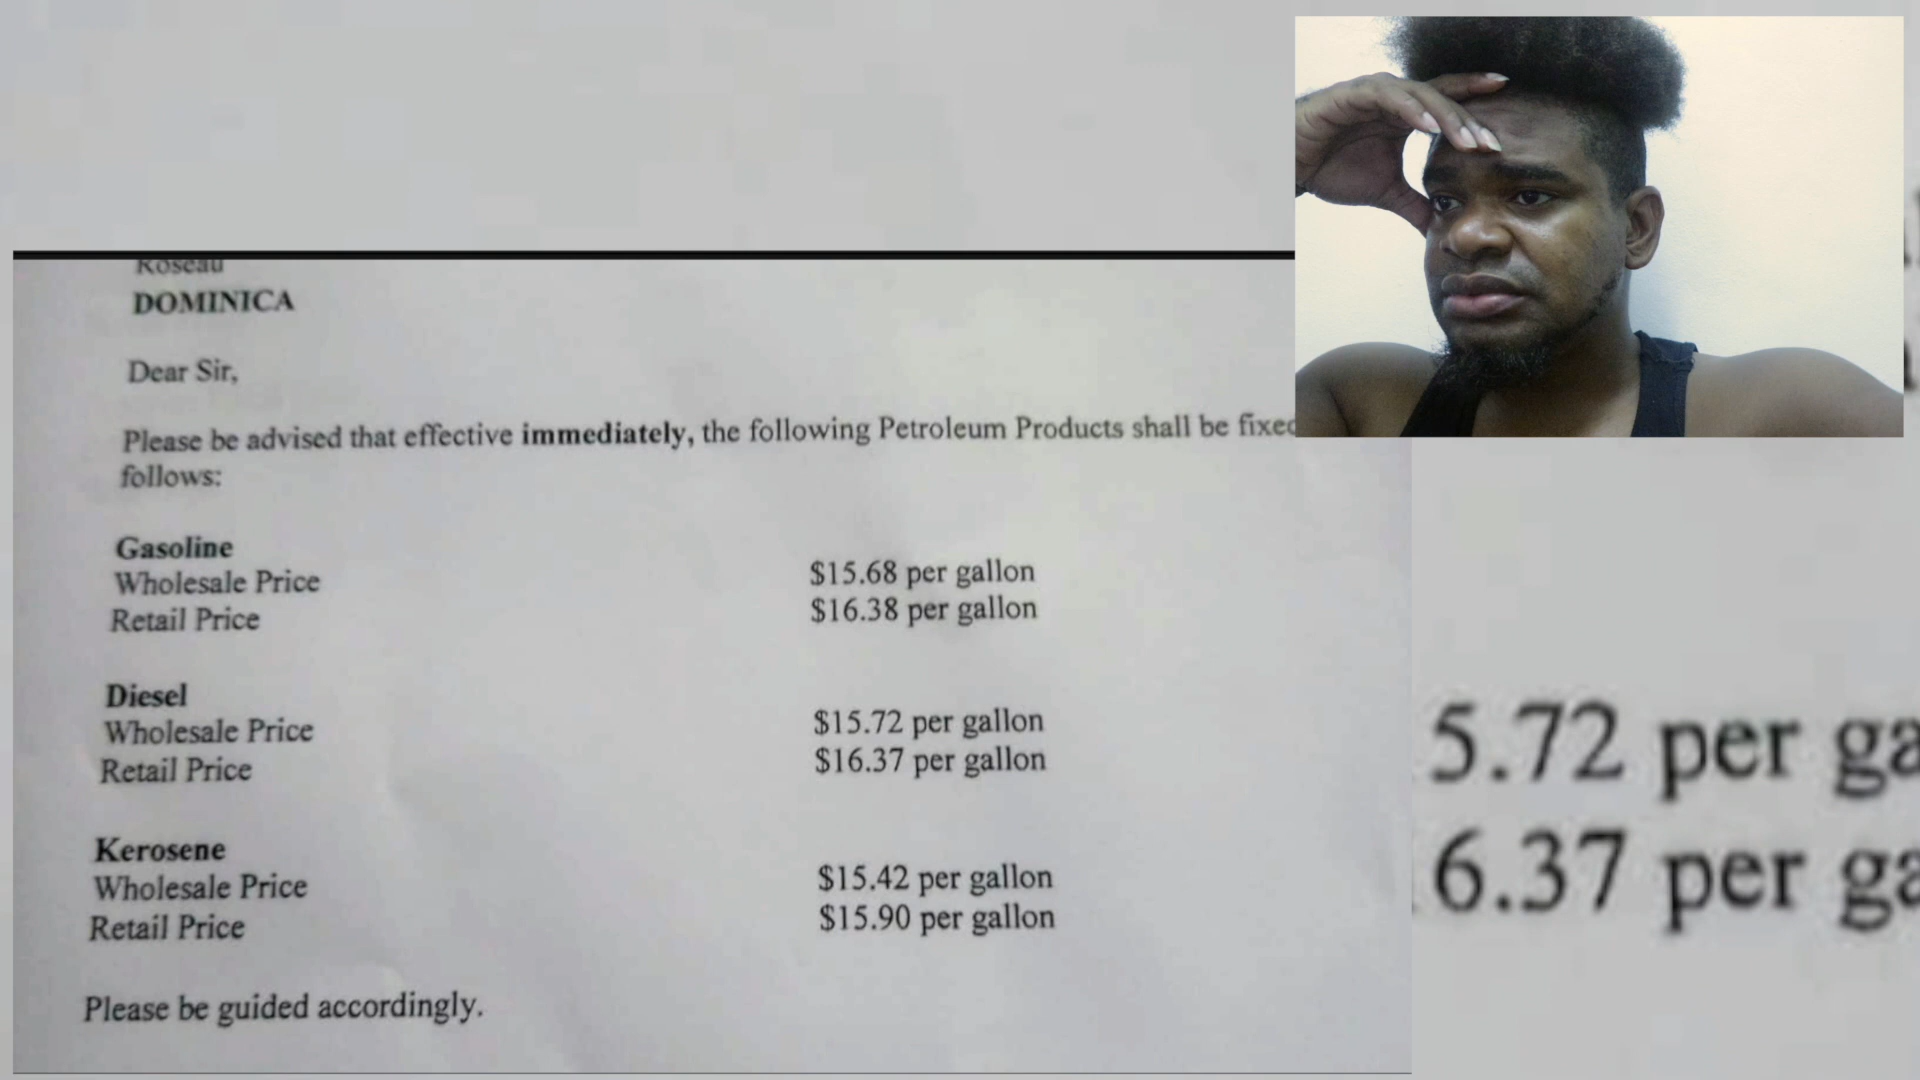 Roseau
DOMINICA
Dear Sir,
Please be advised that effective immediately, the following Petroleum Products shall be fixed
follows:
Gasoline
Wholesale Price $15.68 per gallon
Retail Price $16.38 per gallon
Diesel
Wholesale Price $15.72 per gallon
Retail Price $16.37 per gallon
Kerosene
Wholesale Price $15.42 per gallon
Retail Price $15.90 per gallon
Please be guided accordingly.
5.72 per ga
6.37 per ga